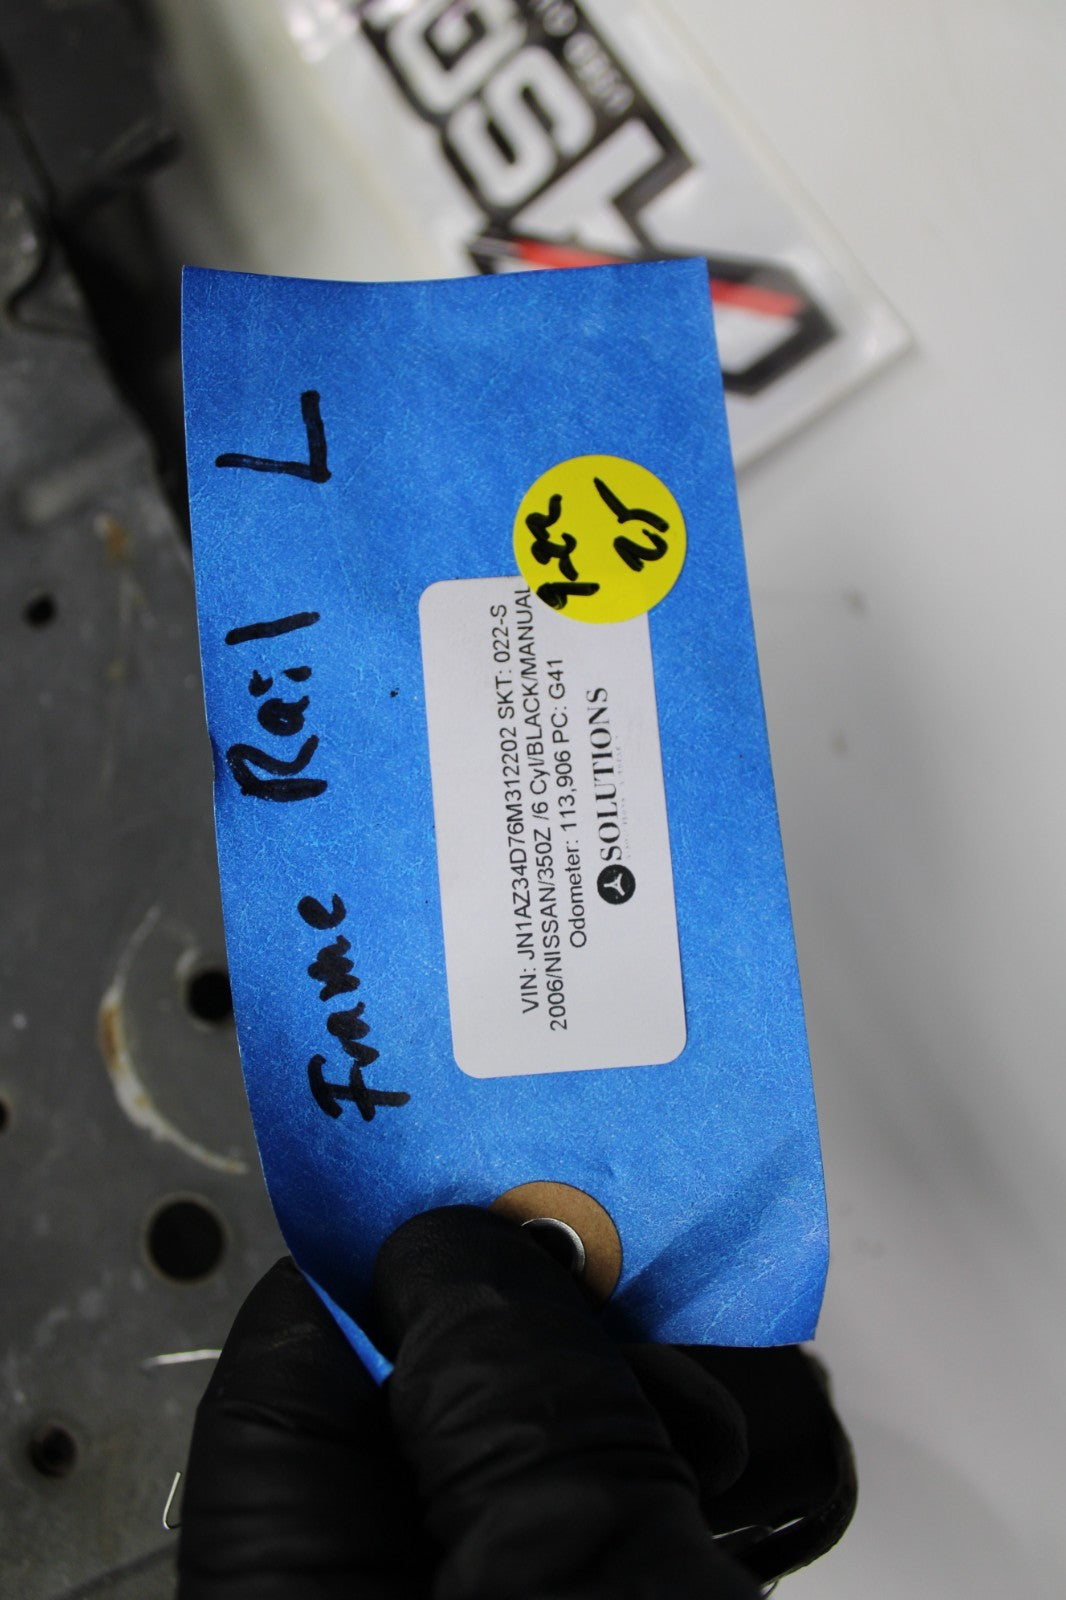 Frame Rail L
VIN: JN1AZ34D76M312202 SKT: 022-S
2006/NISSAN/350Z /6 Cyl/BLACK/MANUAL
Odometer: 113,906 PC: G41
SOLUTIONS